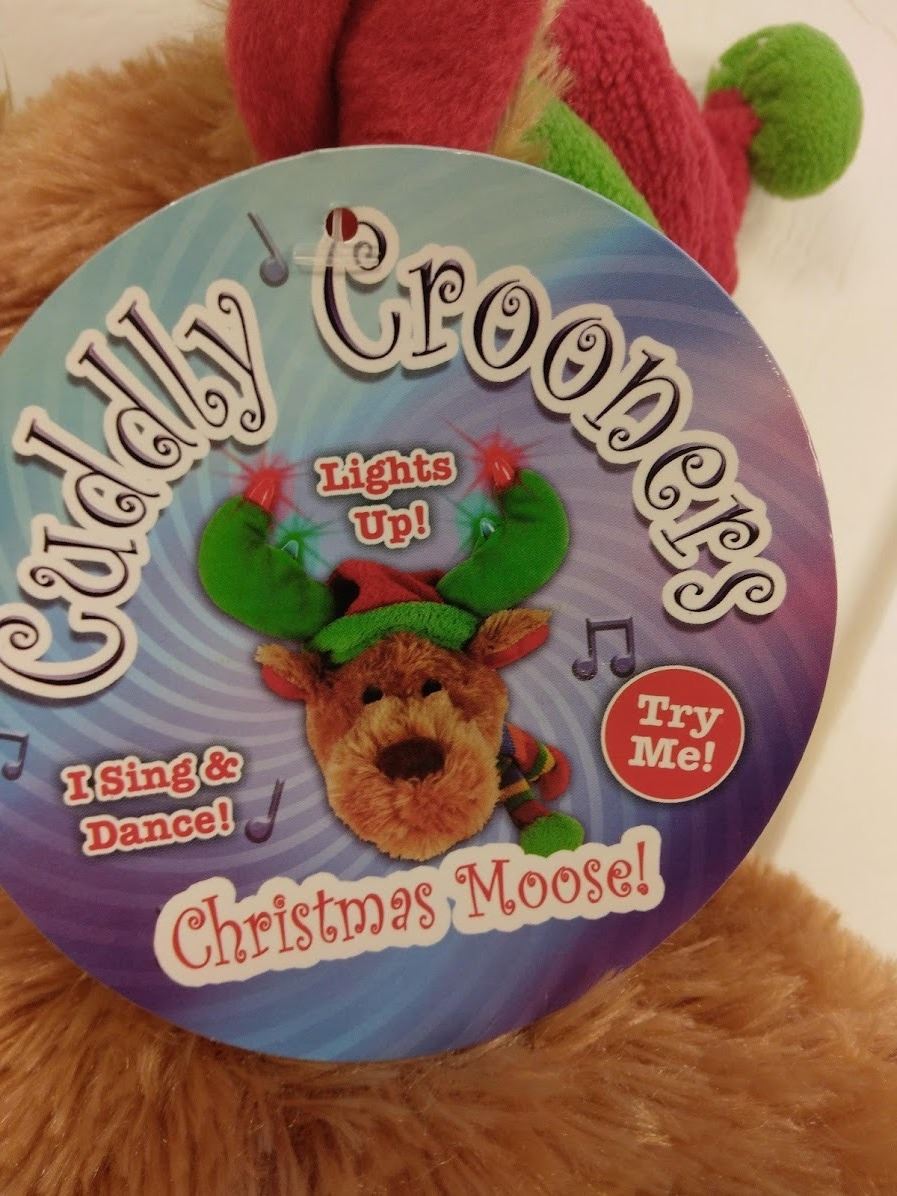 Cuddly Crooners
Lights
Up!
Try
Me!
I Sing &
Dance!
Christmas Moose!